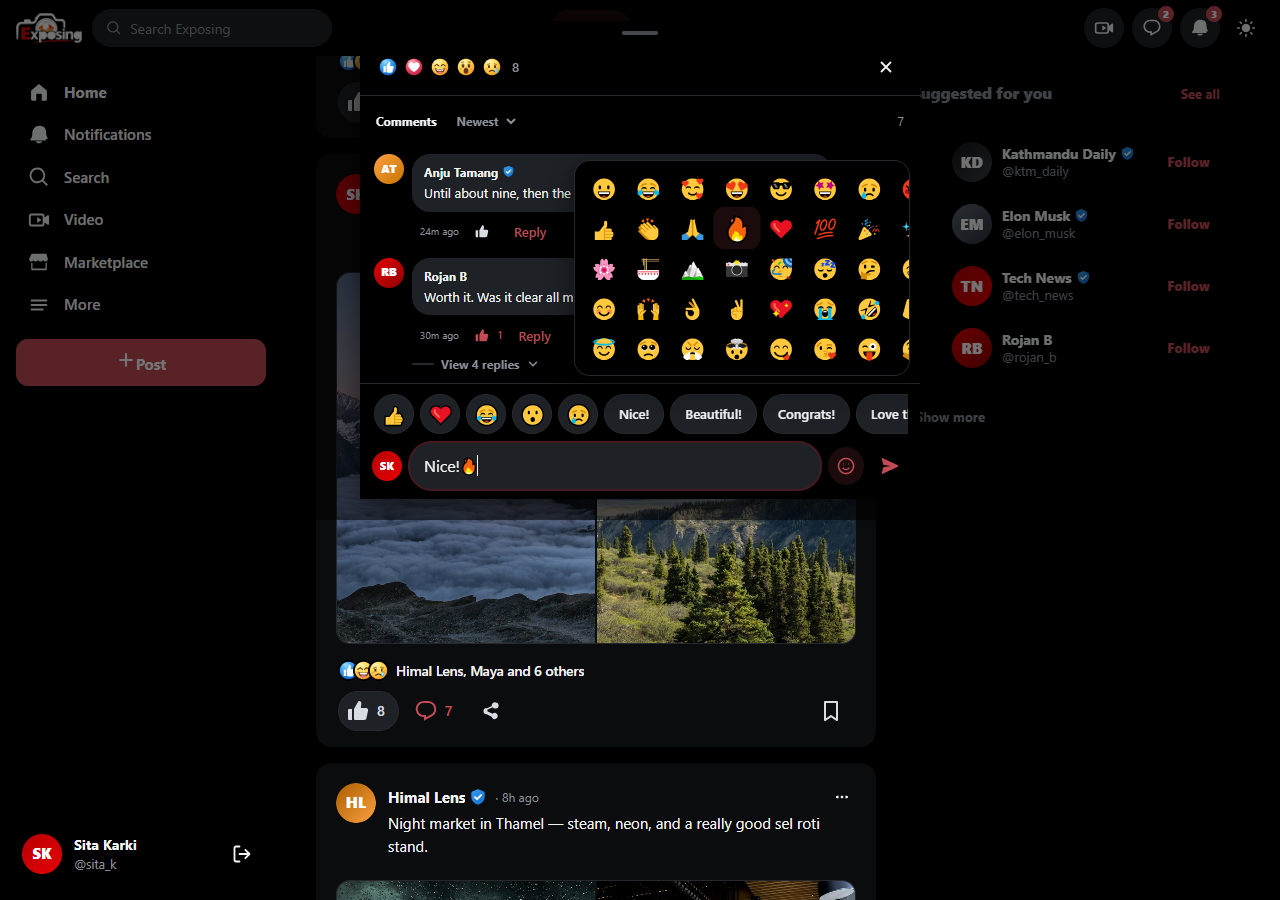 Exposing
Search Exposing
2
3
Home
Notifications
Search
Video
Marketplace
More
Post
SK
Sita Karki
@sita_k
8
Comments
Newest
7
AT
Anju Tamang
Until about nine, then the
24m ago
Reply
RB
Rojan B
Worth it. Was it clear all m
30m ago
1
Reply
View 4 replies
😀 😂 🥰 😍 😎 🤩 😢
👍 👏 🙏 🔥 ❤️ 💯 🎉
🌸 🍜 🏔️ 📷 🥳 😴 🤔
😊 🙌 👌 ✌️ 💖 😭 🤣
😇 🥺 😤 🤯 😋 😘 😜
👍 ❤️ 😂 😮 😢
Nice!
Beautiful!
Congrats!
Love t
SK
Nice!🔥
Himal Lens, Maya and 6 others
8
7
HL
Himal Lens
· 8h ago
Night market in Thamel — steam, neon, and a really good sel roti
stand.
uggested for you
See all
KD
Kathmandu Daily
@ktm_daily
Follow
EM
Elon Musk
@elon_musk
Follow
TN
Tech News
@tech_news
Follow
RB
Rojan B
@rojan_b
Follow
Show more